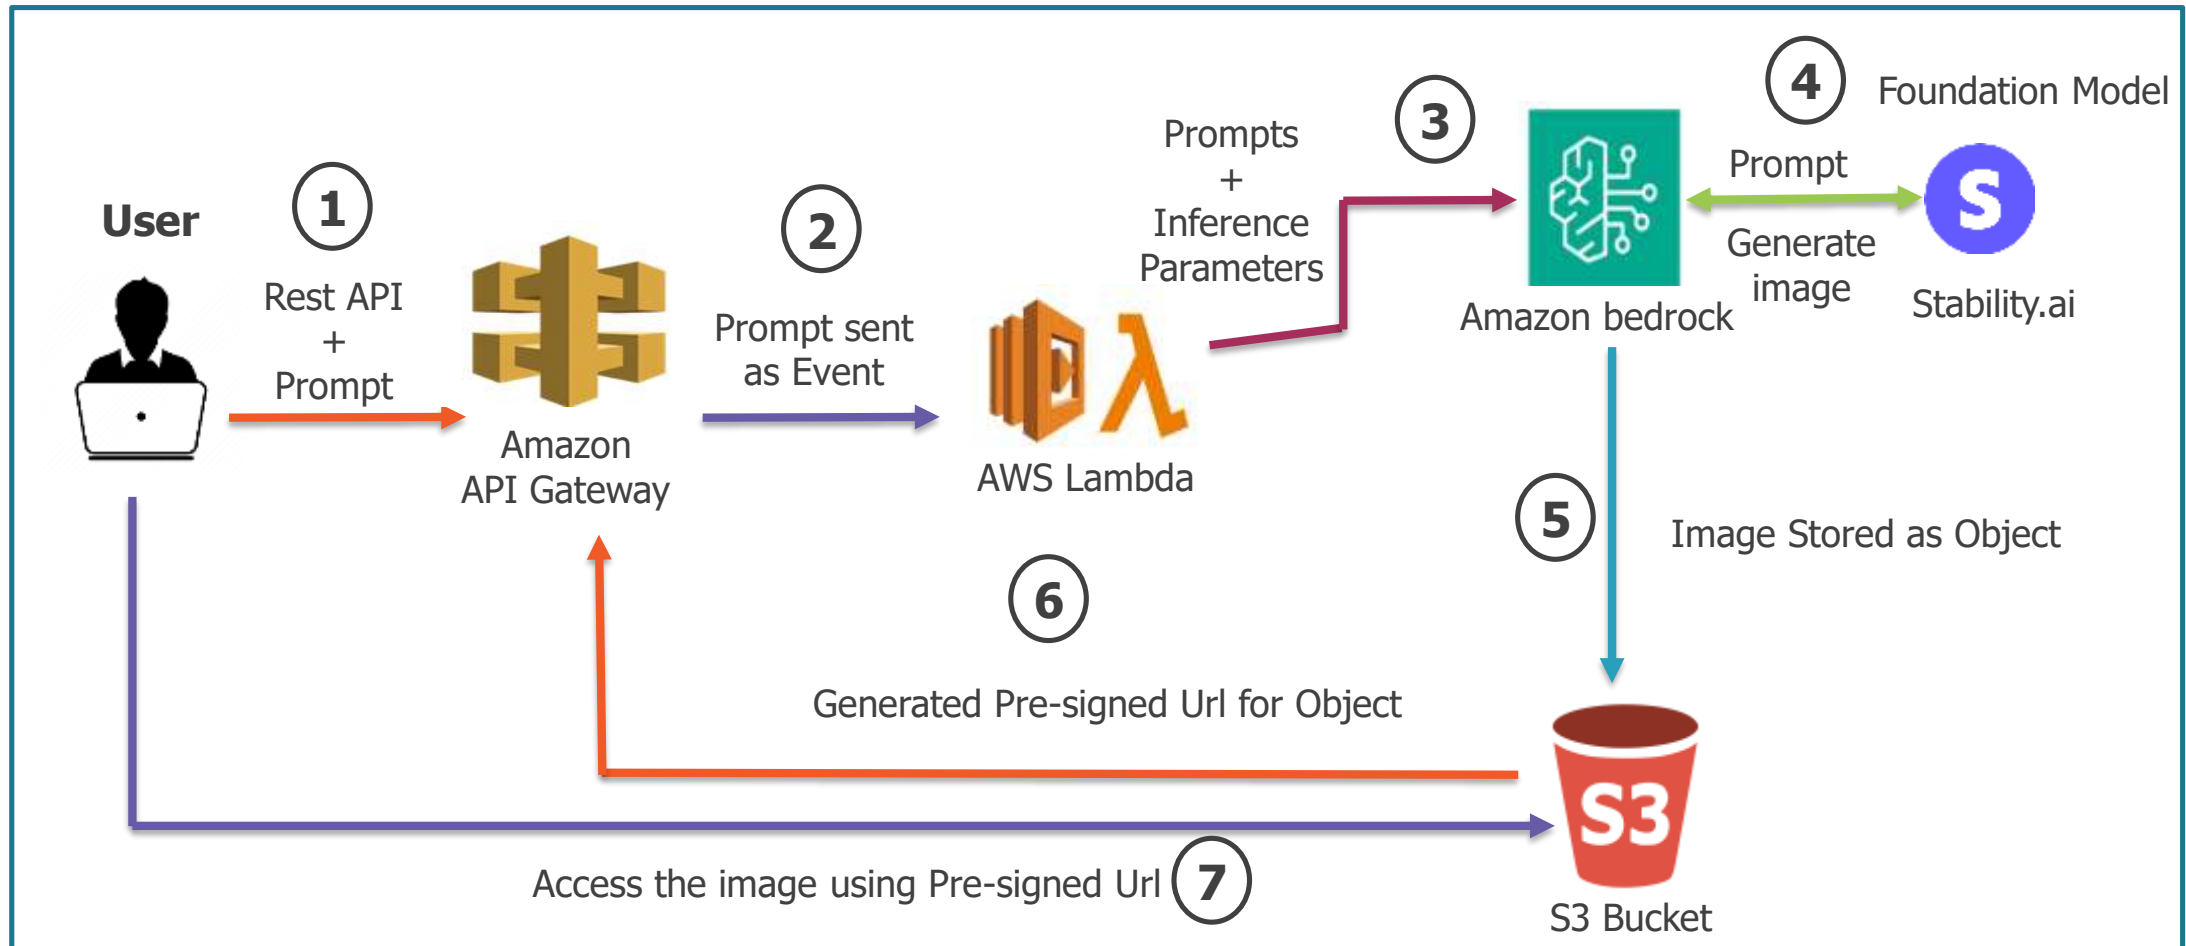 User
1
Rest API
+
Prompt
Amazon
API Gateway
2
Prompt sent
as Event
AWS Lambda
Prompts
+
Inference
Parameters
3
Amazon bedrock
4
Foundation Model
Prompt
Generate
image
S
Stability.ai
5
Image Stored as Object
6
Generated Pre-signed Url for Object
S3
S3 Bucket
Access the image using Pre-signed Url
7